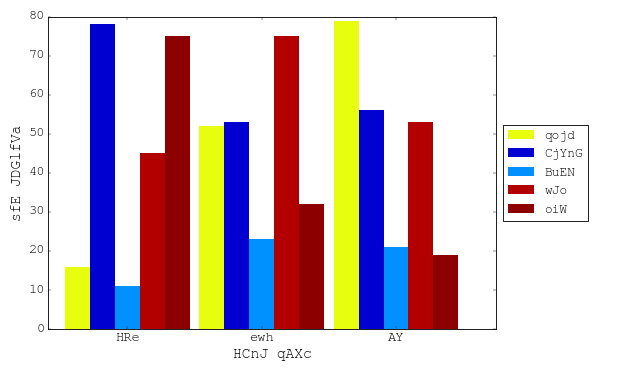 80
70
60
50
40
30
20
10
0
sfE JDGlfVa
HRe ewh AY
HCnJ qAXc
qojd
CjYnG
BuEN
wJo
oiW